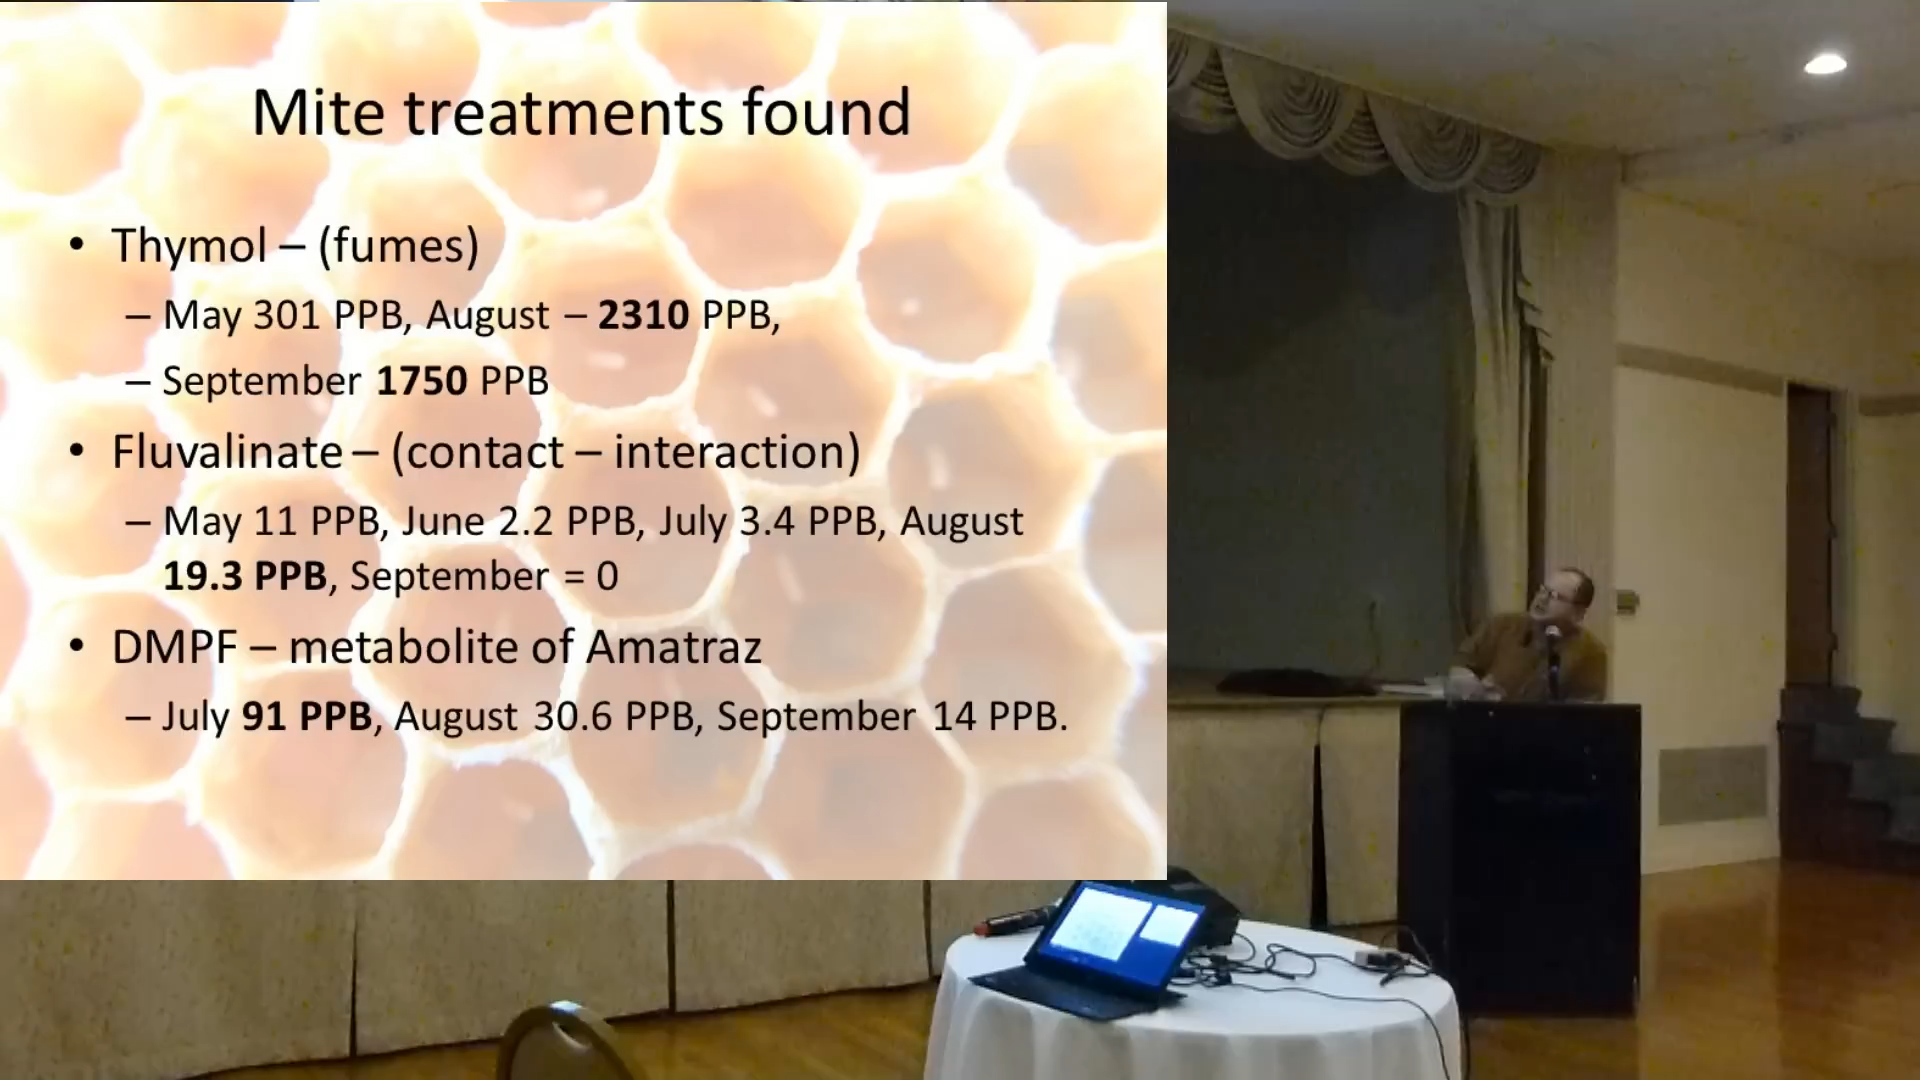 Mite treatments found
• Thymol – (fumes)
– May 301 PPB, August – 2310 PPB,
– September 1750 PPB
• Fluvalinate – (contact – interaction)
– May 11 PPB, June 2.2 PPB, July 3.4 PPB, August
19.3 PPB, September = 0
• DMPF – metabolite of Amatraz
– July 91 PPB, August 30.6 PPB, September 14 PPB.